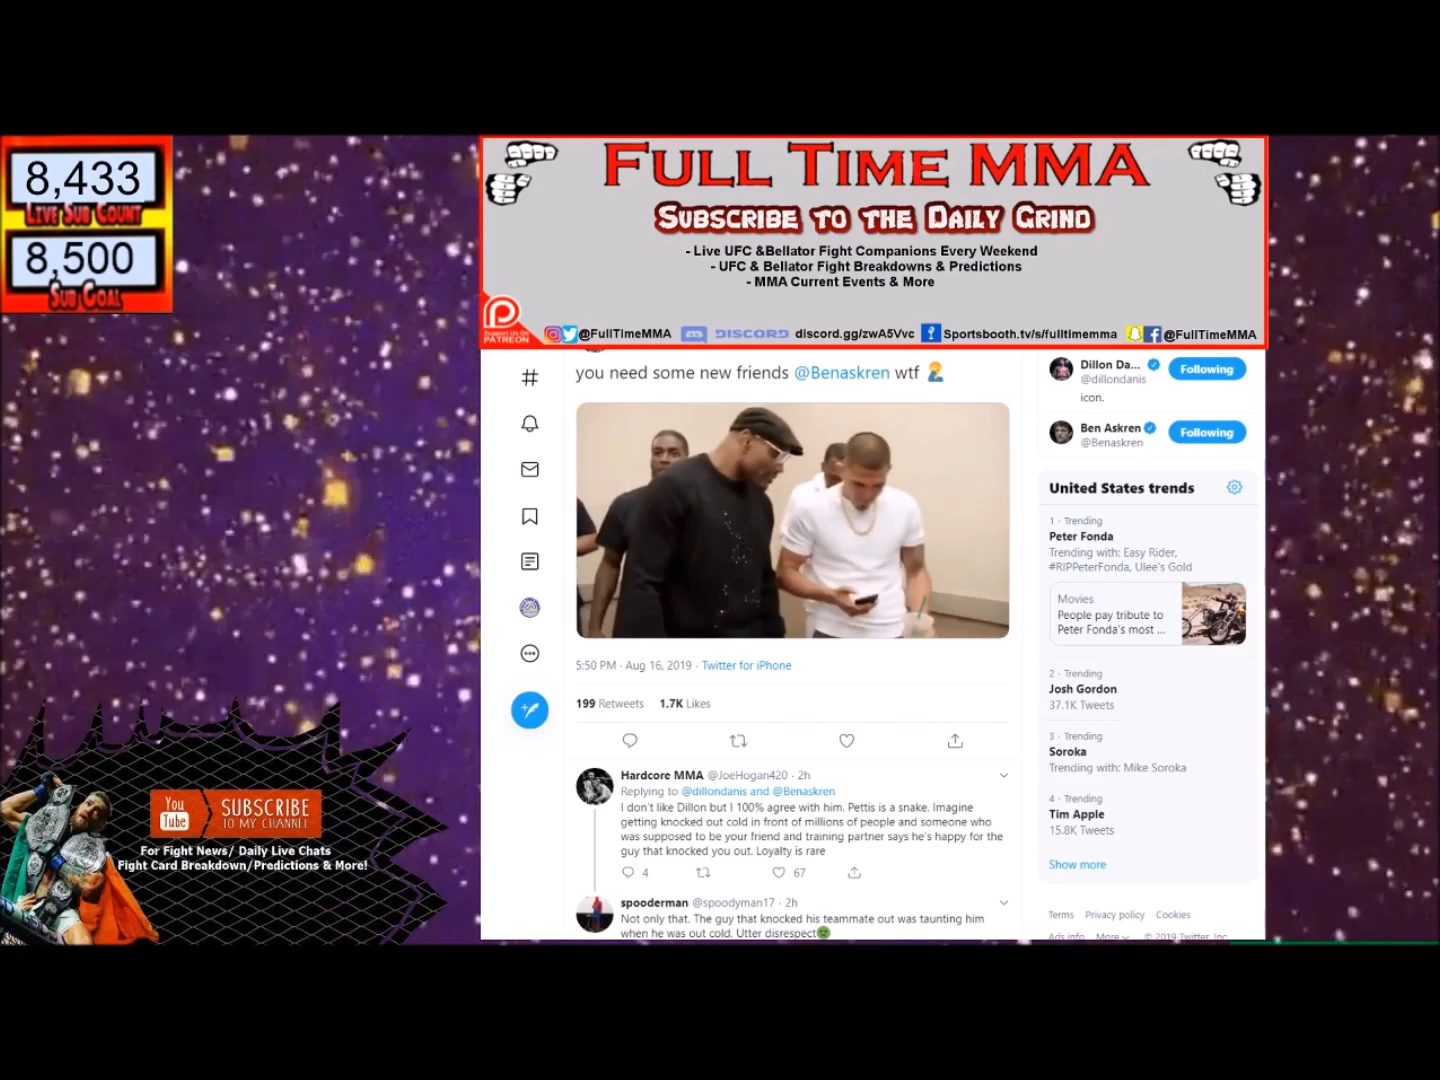 8,433
LIVE SUB COUNT
8,500
SUB GOAL
FULL TIME MMA
SUBSCRIBE TO THE DAILY GRIND
- Live UFC &Bellator Fight Companions Every Weekend
- UFC & Bellator Fight Breakdowns & Predictions
- MMA Current Events & More
Support Us On
PATREON
@FullTimeMMA
DISCORD discord.gg/zwA5Vvc
Sportsbooth.tv/s/fulltimemma
@FullTimeMMA
you need some new friends @Benaskren wtf
5:50 PM · Aug 16, 2019 · Twitter for iPhone
199 Retweets 1.7K Likes
Hardcore MMA @JoeHogan420 · 2h
Replying to @dillondanis and @Benaskren
I don't like Dillon but I 100% agree with him. Pettis is a snake. Imagine
getting knocked out cold in front of millions of people and someone who
was supposed to be your friend and training partner says he's happy for the
guy that knocked you out. Loyalty is rare
4 67
spooderman @spoodyman17 · 2h
Not only that. The guy that knocked his teammate out was taunting him
when he was out cold. Utter disrespect
Dillon Da... Following
@dillondanis
icon.
Ben Askren Following
@Benaskren
United States trends
1 · Trending
Peter Fonda
Trending with: Easy Rider,
#RIPPeterFonda, Ulee's Gold
Movies
People pay tribute to
Peter Fonda's most ...
2 · Trending
Josh Gordon
37.1K Tweets
3 · Trending
Soroka
Trending with: Mike Soroka
4 · Trending
Tim Apple
15.8K Tweets
Show more
Terms Privacy policy Cookies
Ads info More © 2019 Twitter, Inc.
You
Tube
SUBSCRIBE
TO MY CHANNEL
For Fight News/ Daily Live Chats
Fight Card Breakdown/Predictions & More!